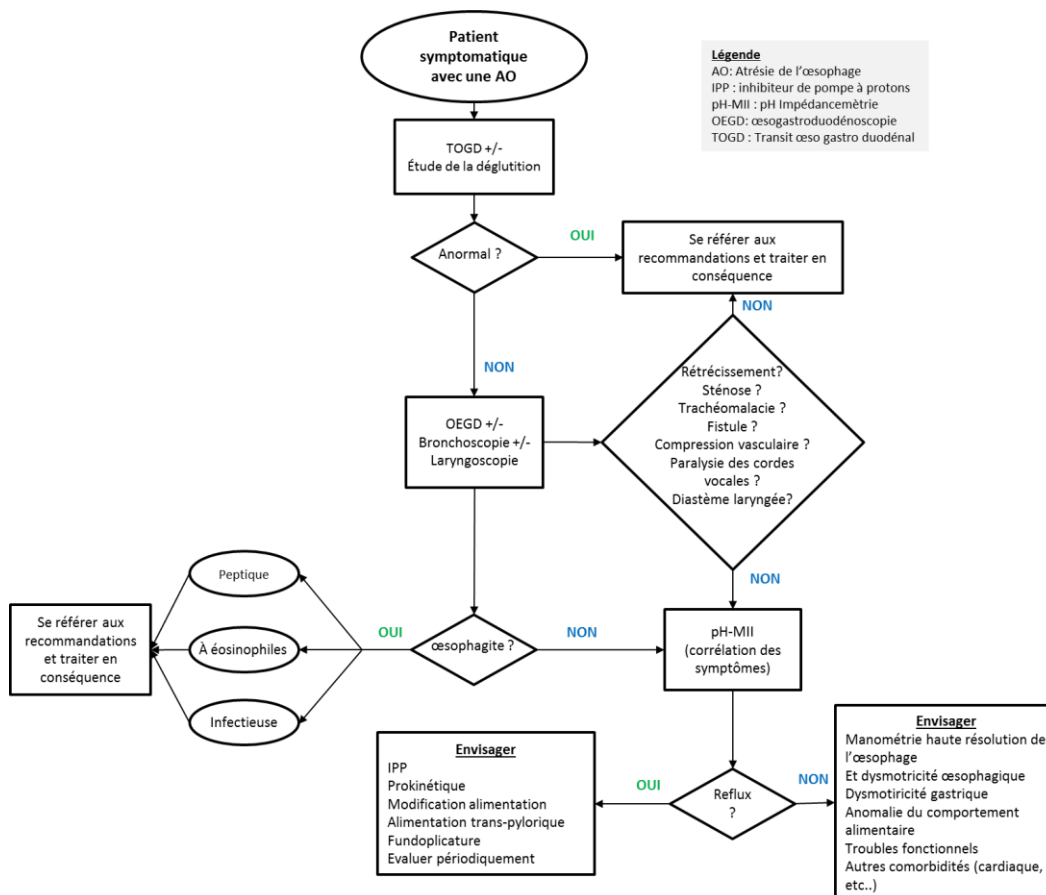 Patient
symptomatique
avec une AO
Légende
AO: Atrésie de l'œsophage
IPP : inhibiteur de pompe à protons
pH-MII : pH Impédancemètrie
OEGD: œsogastroduodénoscopie
TOGD : Transit œso gastro duodénal
TOGD +/-
Étude de la déglutition
Anormal ?
OUI
Se référer aux
recommandations et traiter en
conséquence
NON
NON
Rétrécissement?
Sténose ?
Trachéomalacie ?
Fistule ?
Compression vasculaire ?
Paralysie des cordes
vocales ?
Diastème laryngée?
OEGD +/-
Bronchoscopie +/-
Laryngoscopie
NON
Peptique
À éosinophiles
Infectieuse
Se référer aux
recommandations
et traiter en
conséquence
OUI
œsophagite ?
NON
pH-MII
(corrélation des
symptômes)
Envisager
IPP
Prokinétique
Modification alimentation
Alimentation trans-pylorique
Fundoplicature
Evaluer périodiquement
OUI
Reflux
?
NON
Envisager
Manométrie haute résolution de
l'œsophage
Et dysmotricité œsophagique
Dysmotiricité gastrique
Anomalie du comportement
alimentaire
Troubles fonctionnels
Autres comorbidités (cardiaque,
etc..)